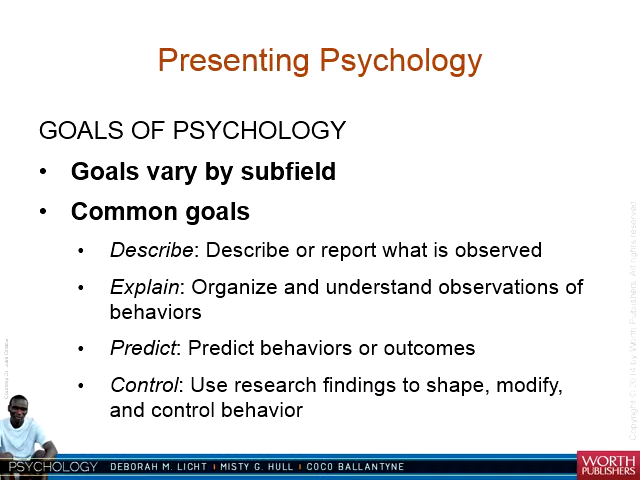 Presenting Psychology
GOALS OF PSYCHOLOGY
• Goals vary by subfield
• Common goals
• Describe: Describe or report what is observed
• Explain: Organize and understand observations of
behaviors
• Predict: Predict behaviors or outcomes
• Control: Use research findings to shape, modify,
and control behavior
Copyright © 2014 by Worth Publishers. All rights reserved
PSYCHOLOGY DEBORAH M. LICHT | MISTY G. HULL | COCO BALLANTYNE
WORTH
PUBLISHERS